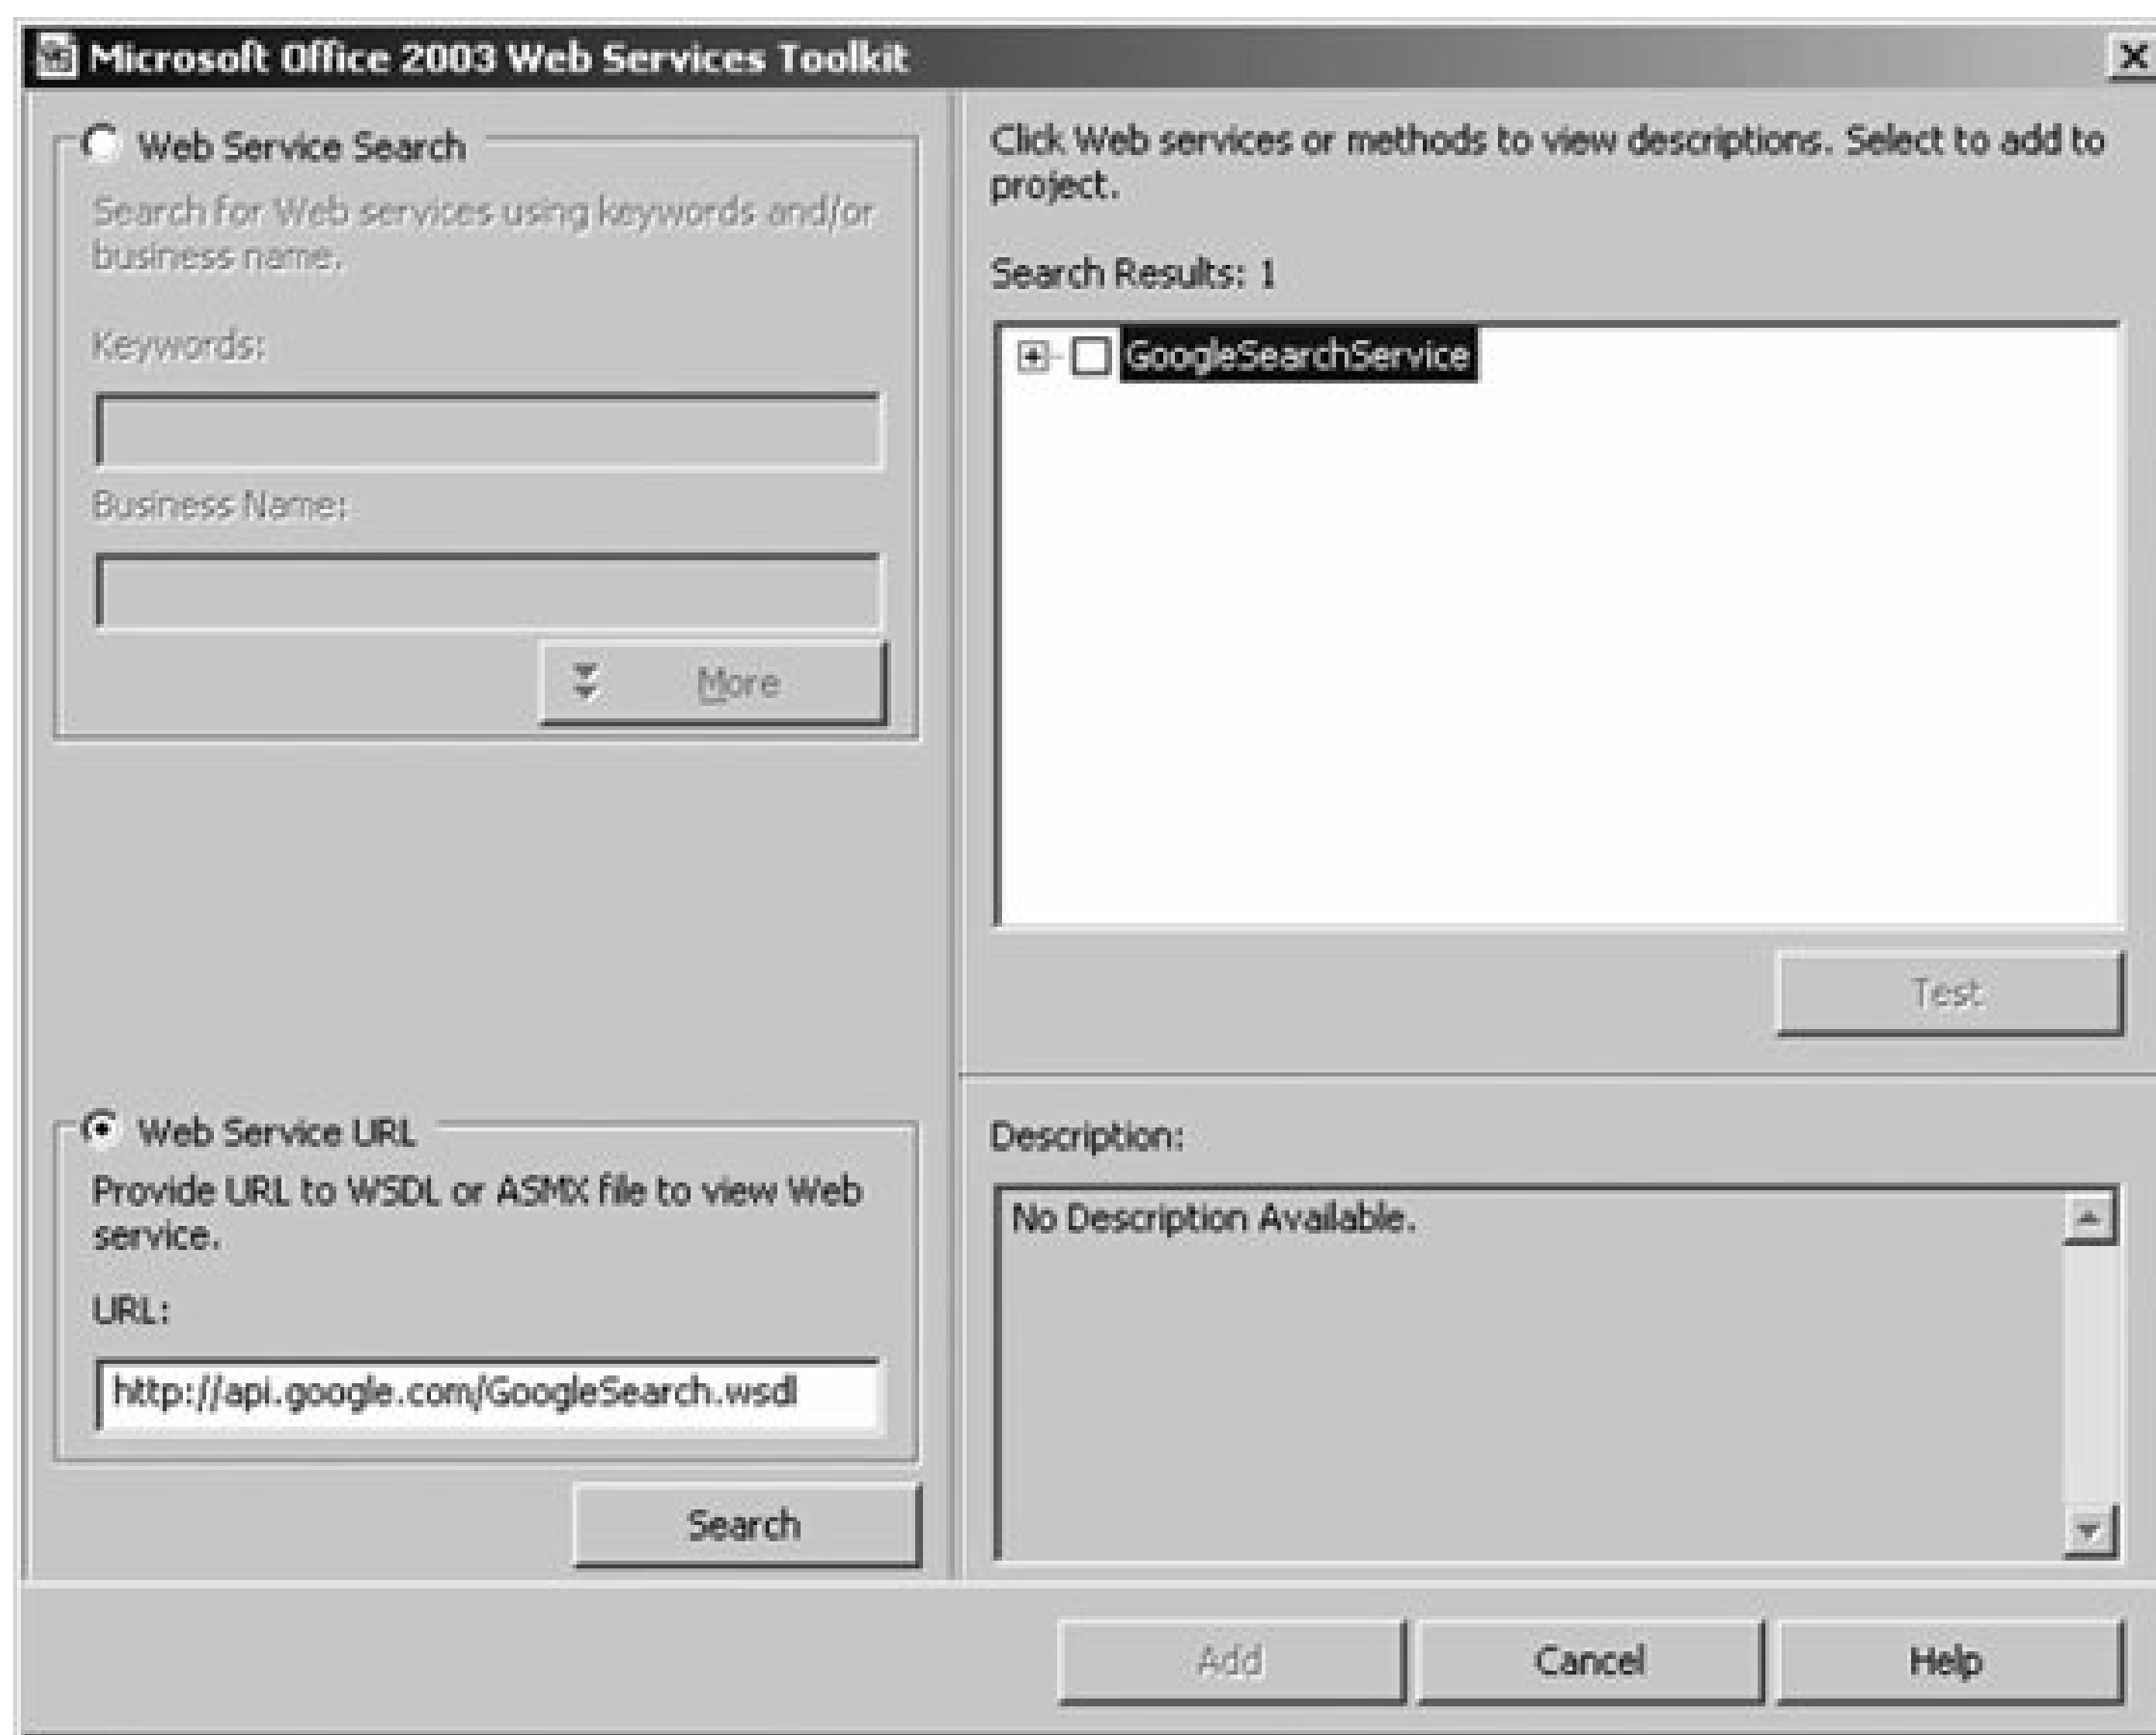 Microsoft Office 2003 Web Services Toolkit
Web Service Search
Search for Web services using keywords and/or
business name.
Keywords:
Business Name:
More
Web Service URL
Provide URL to WSDL or ASMX file to view Web
service.
URL:
http://api.google.com/GoogleSearch.wsdl
Search
Click Web services or methods to view descriptions. Select to add to
project.
Search Results: 1
GoogleSearchService
Test
Description:
No Description Available.
Add
Cancel
Help